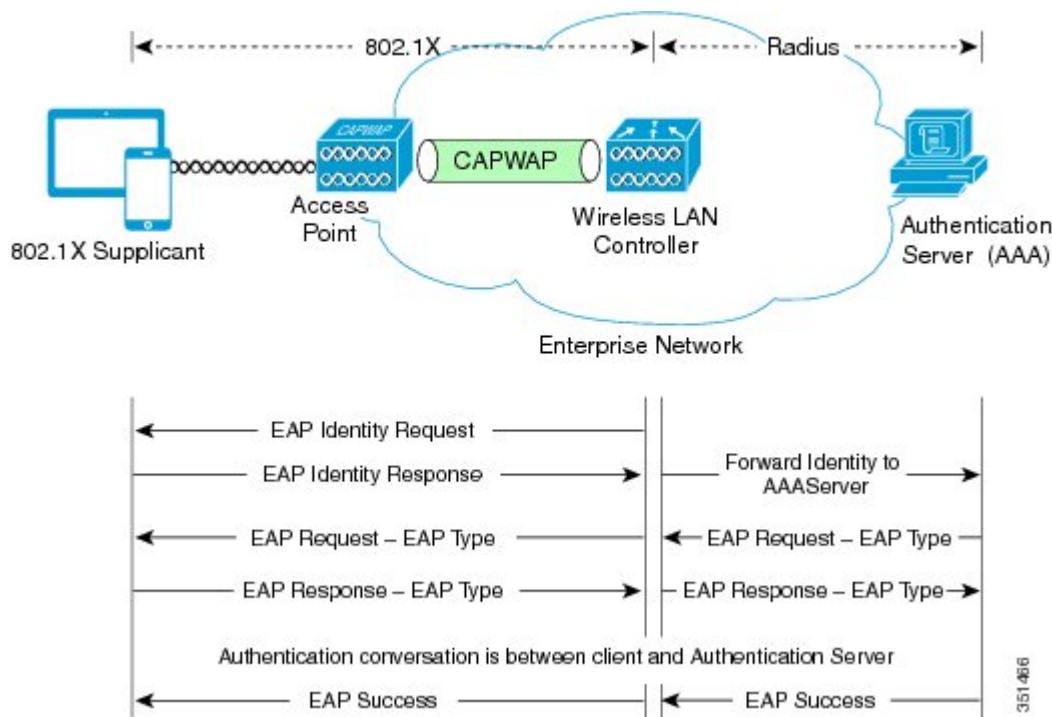 802.1X
Radius
CAPWAP
CAPWAP
Access
Point
Wireless LAN
Controller
802.1X Supplicant
Authentication
Server (AAA)
Enterprise Network
EAP Identity Request
EAP Identity Response
Forward Identity to
AAAServer
EAP Request – EAP Type
EAP Request – EAP Type
EAP Response – EAP Type
EAP Response – EAP Type
Authentication conversation is between client and Authentication Server
EAP Success
EAP Success
351466